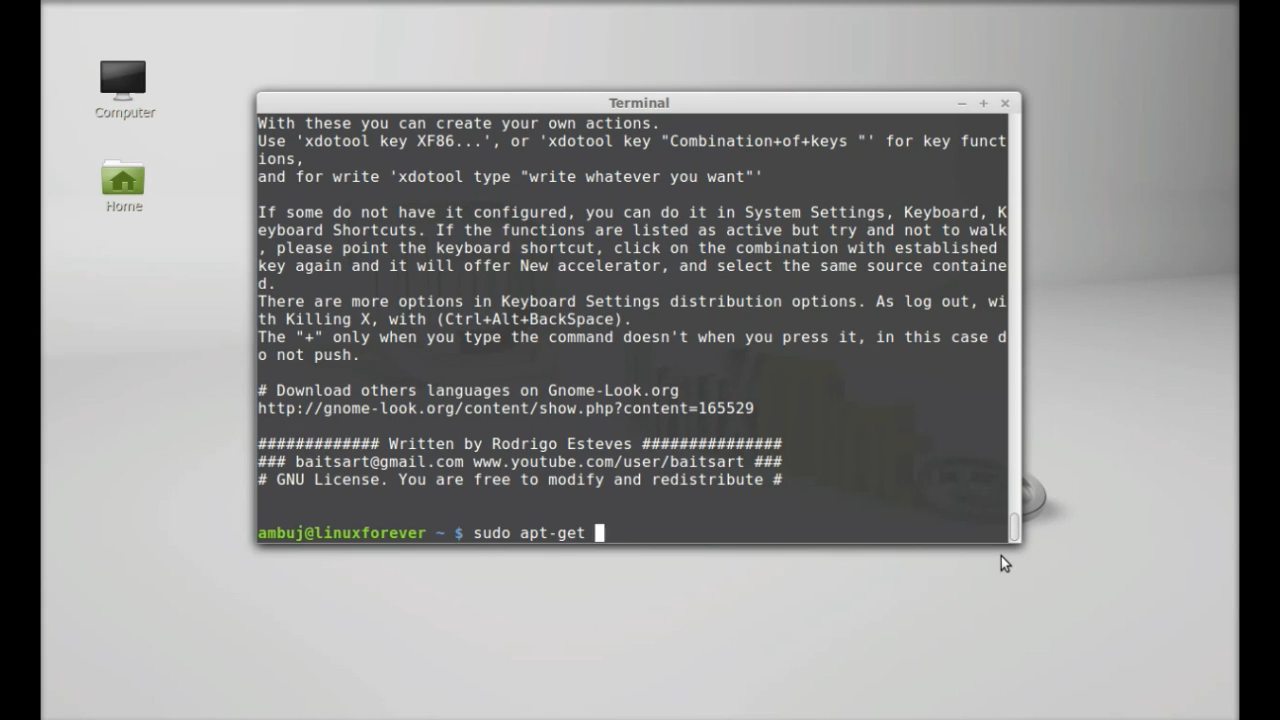 Computer
Home
Terminal
With these you can create your own actions.
Use 'xdotool key XF86...', or 'xdotool key "Combination+of+keys "' for key funct
ions,
and for write 'xdotool type "write whatever you want"'
If some do not have it configured, you can do it in System Settings, Keyboard, K
eyboard Shortcuts. If the functions are listed as active but try and not to walk
, please point the keyboard shortcut, click on the combination with established
key again and it will offer New accelerator, and select the same source containe
d.
There are more options in Keyboard Settings distribution options. As log out, wi
th Killing X, with (Ctrl+Alt+BackSpace).
The "+" only when you type the command doesn't when you press it, in this case d
o not push.
# Download others languages on Gnome-Look.org
http://gnome-look.org/content/show.php?content=165529
############# Written by Rodrigo Esteves ###############
### baitsart@gmail.com www.youtube.com/user/baitsart ###
# GNU License. You are free to modify and redistribute #
ambuj@linuxforever ~ $ sudo apt-get